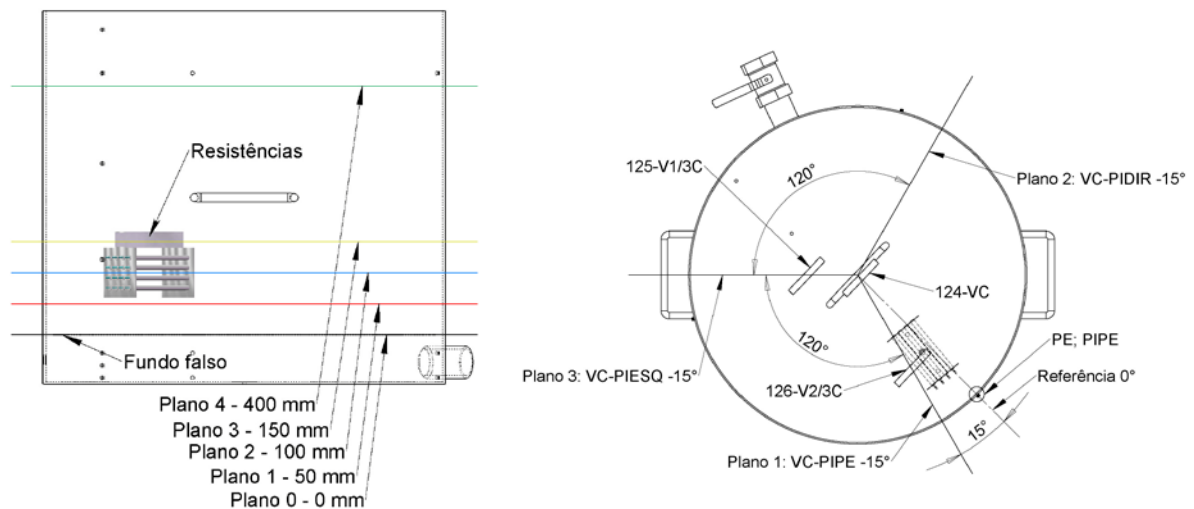 Resistências
Fundo falso
Plano 4 - 400 mm
Plano 3 - 150 mm
Plano 2 - 100 mm
Plano 1 - 50 mm
Plano 0 - 0 mm
125-V1/3C
120°
Plano 2: VC-PIDIR -15°
124-VC
120°
PE; PIPE
Plano 3: VC-PIESQ -15°
126-V2/3C
Referência 0°
15°
Plano 1: VC-PIPE -15°